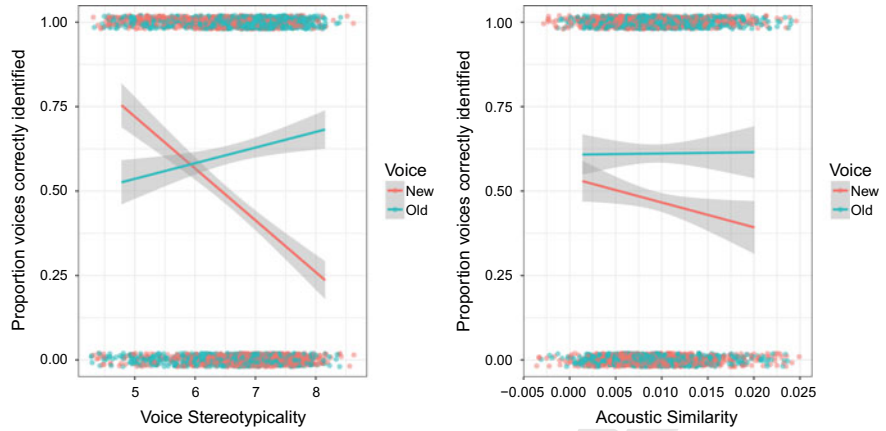 Proportion voices correctly identified
1.00
0.75
0.50
0.25
0.00
5 6 7 8
Voice Stereotypicality
Voice
New
Old
Proportion voices correctly identified
1.00
0.75
0.50
0.25
0.00
−0.005 0.000 0.005 0.010 0.015 0.020 0.025
Acoustic Similarity
Voice
New
Old